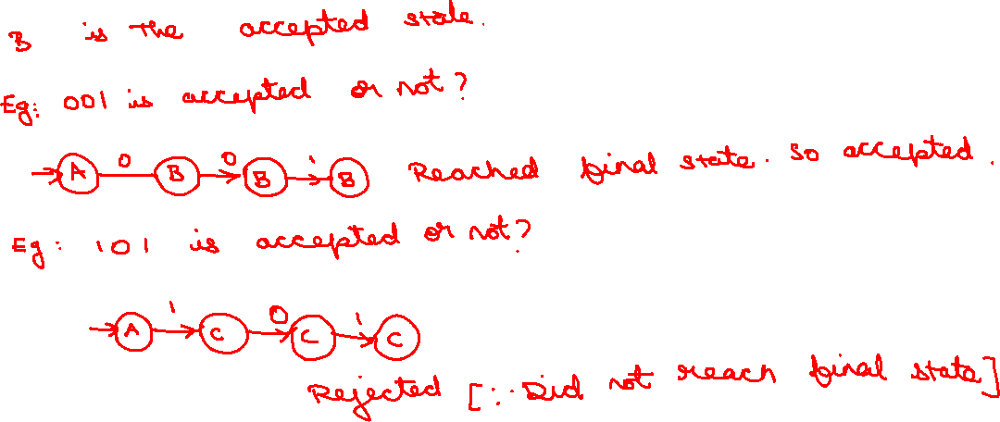 B is the accepted state.
Eg: 001 is accepted or not?
A 0 B 0 B 1 B Reached final state. So accepted.
Eg: 101 is accepted or not?
A 1 C 0 C 1 C
Rejected [∵ Did not reach final state]